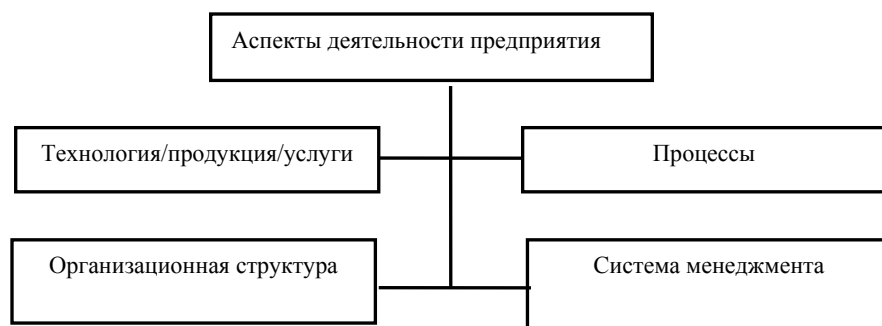 Аспекты деятельности предприятия
Технология/продукция/услуги
Процессы
Организационная структура
Система менеджмента